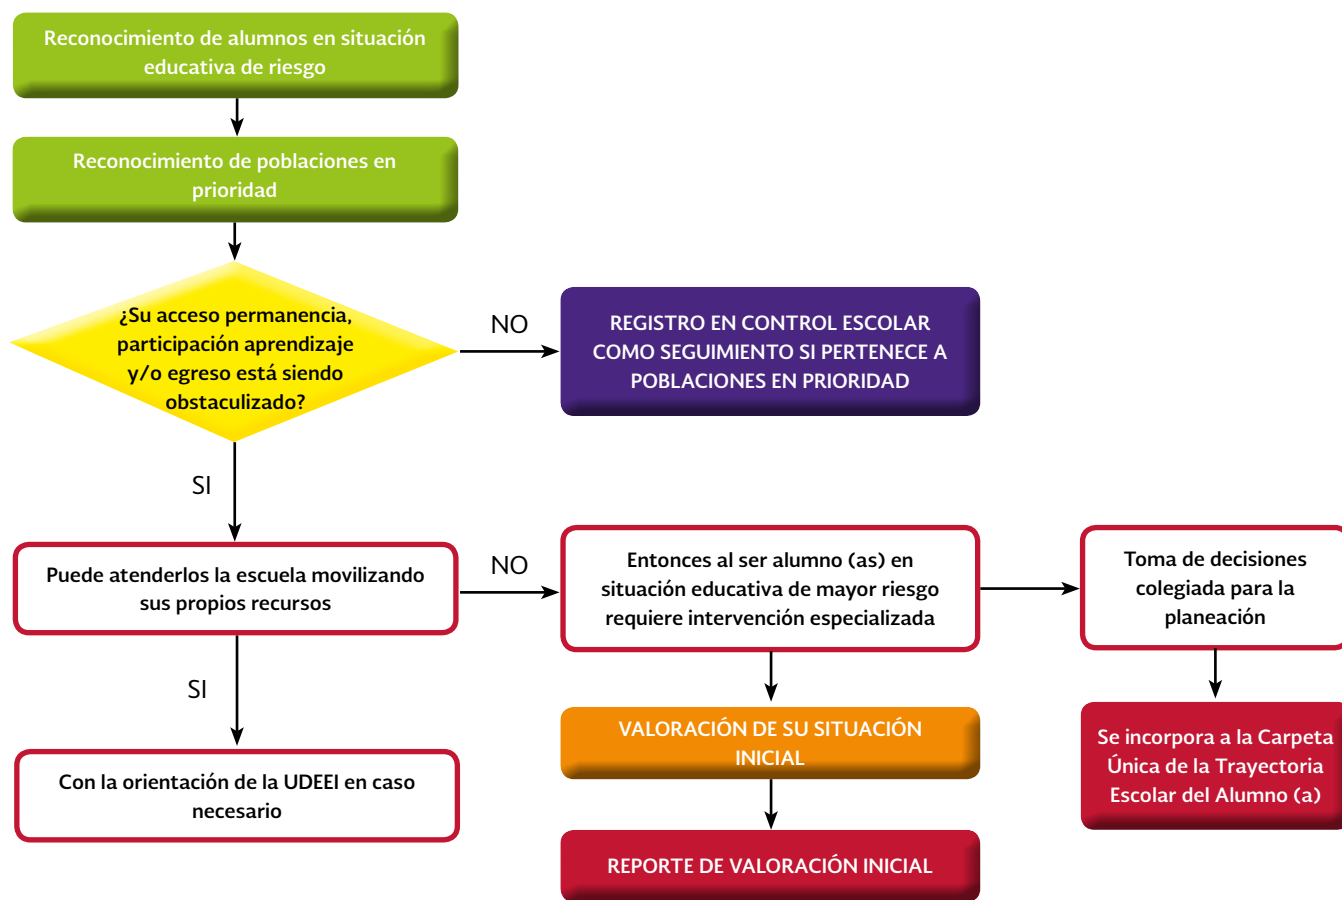 Reconocimiento de alumnos en situación
educativa de riesgo
Reconocimiento de poblaciones en
prioridad
¿Su acceso permanencia,
participación aprendizaje
y/o egreso está siendo
obstaculizado?
NO
REGISTRO EN CONTROL ESCOLAR
COMO SEGUIMIENTO SI PERTENECE A
POBLACIONES EN PRIORIDAD
SI
Puede atenderlos la escuela movilizando
sus propios recursos
NO
Entonces al ser alumno (as) en
situación educativa de mayor riesgo
requiere intervención especializada
Toma de decisiones
colegiada para la
planeación
SI
Con la orientación de la UDEEI en caso
necesario
VALORACIÓN DE SU SITUACIÓN
INICIAL
REPORTE DE VALORACIÓN INICIAL
Se incorpora a la Carpeta
Única de la Trayectoria
Escolar del Alumno (a)